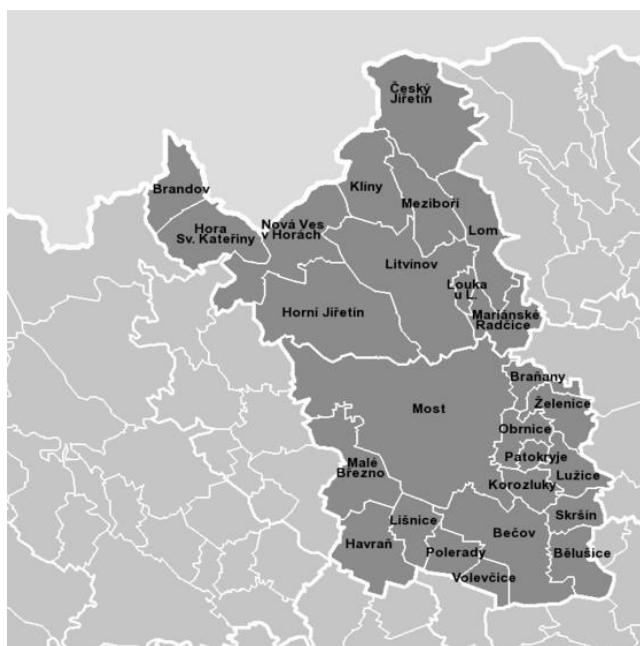 Český
Jiřetín
Brandov
Klíny
Meziboří
Hora
Sv. Kateřiny
Nová Ves
v Horách
Lom
Litvínov
Louka
u L.
Horní Jiřetín
Mariánské
Radčice
Braňany
Most
Želenice
Obrnice
Patokryje
Malé
Březno
Korozluky
Lužice
Lišnice
Skršín
Havraň
Bečov
Polerady
Bělušice
Volevčice